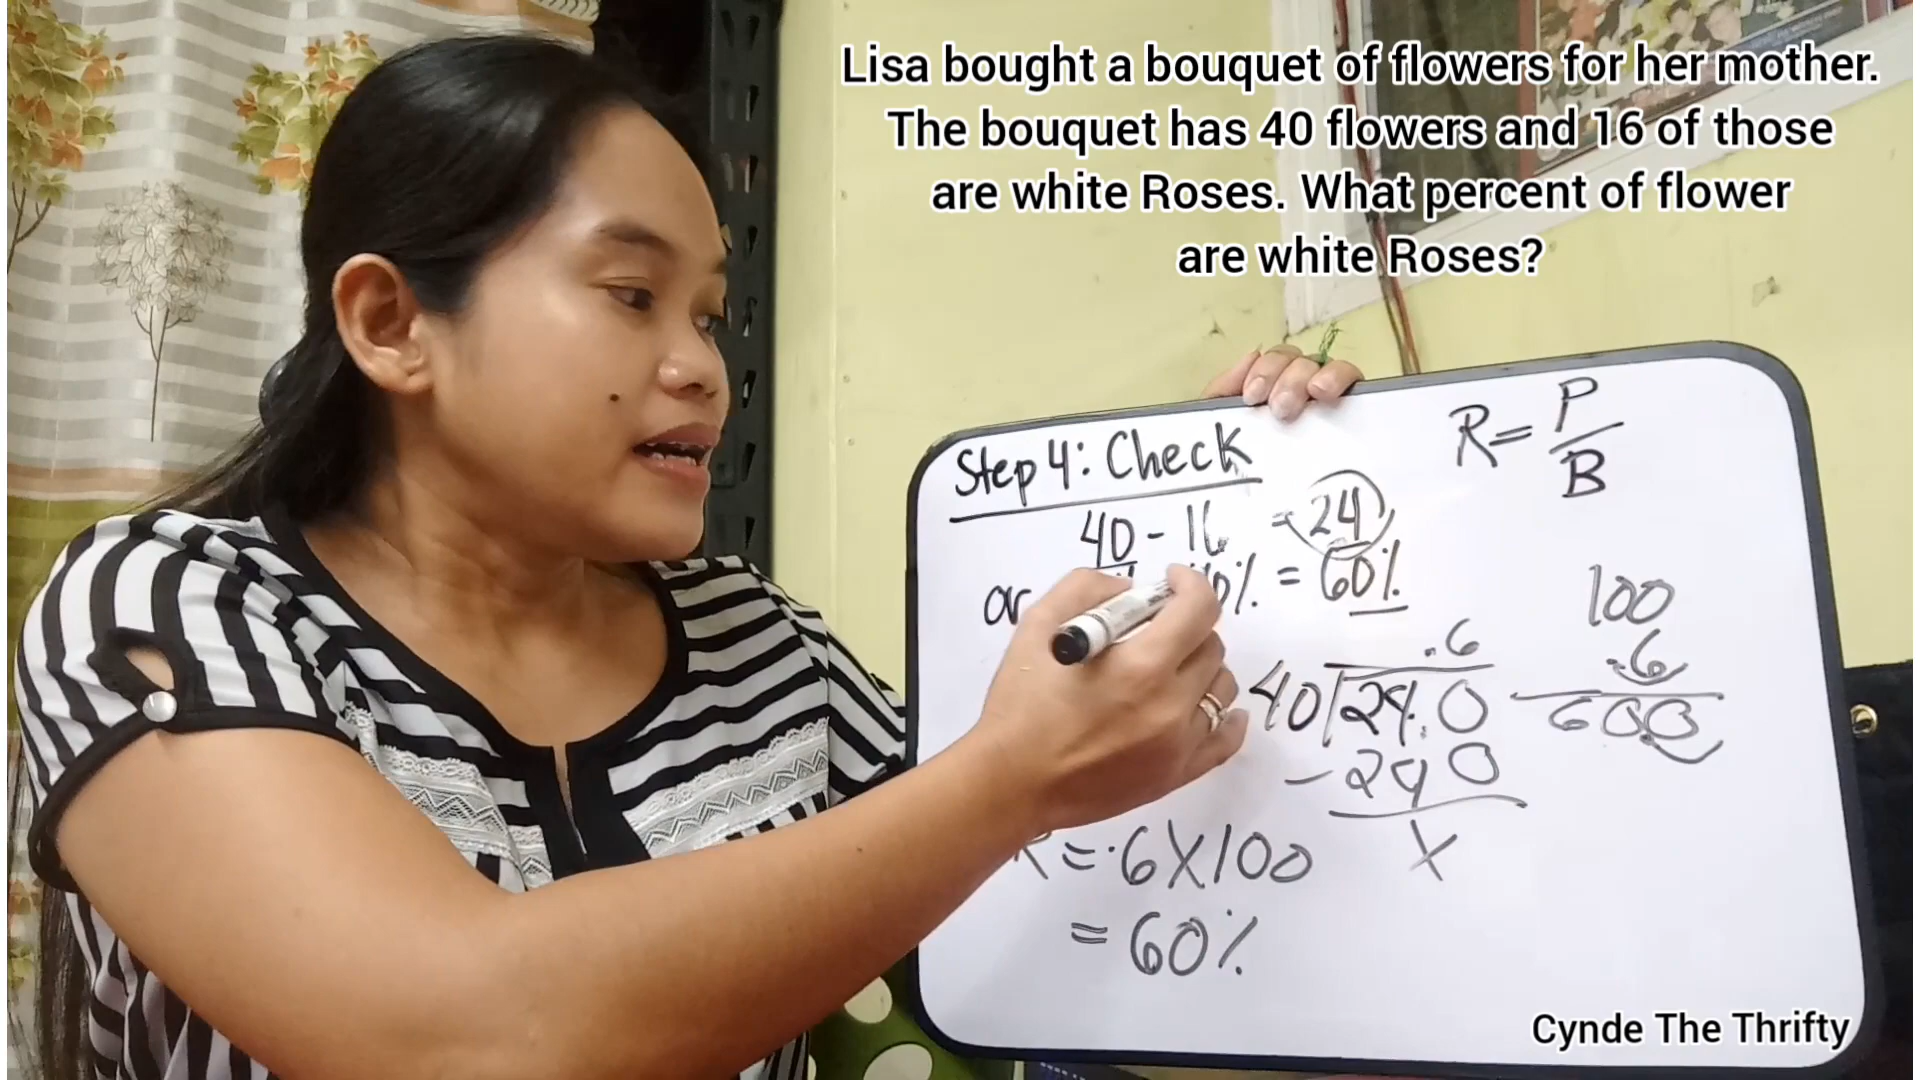 Lisa bought a bouquet of flowers for her mother.
The bouquet has 40 flowers and 16 of those
are white Roses. What percent of flower
are white Roses?
Step 4: Check
R = P
B
40 - 16 = 24
or % = 60%
.6
40 24.0
- 240
x
100
.6
60.0
= .6 X 100
= 60%
Cynde The Thrifty